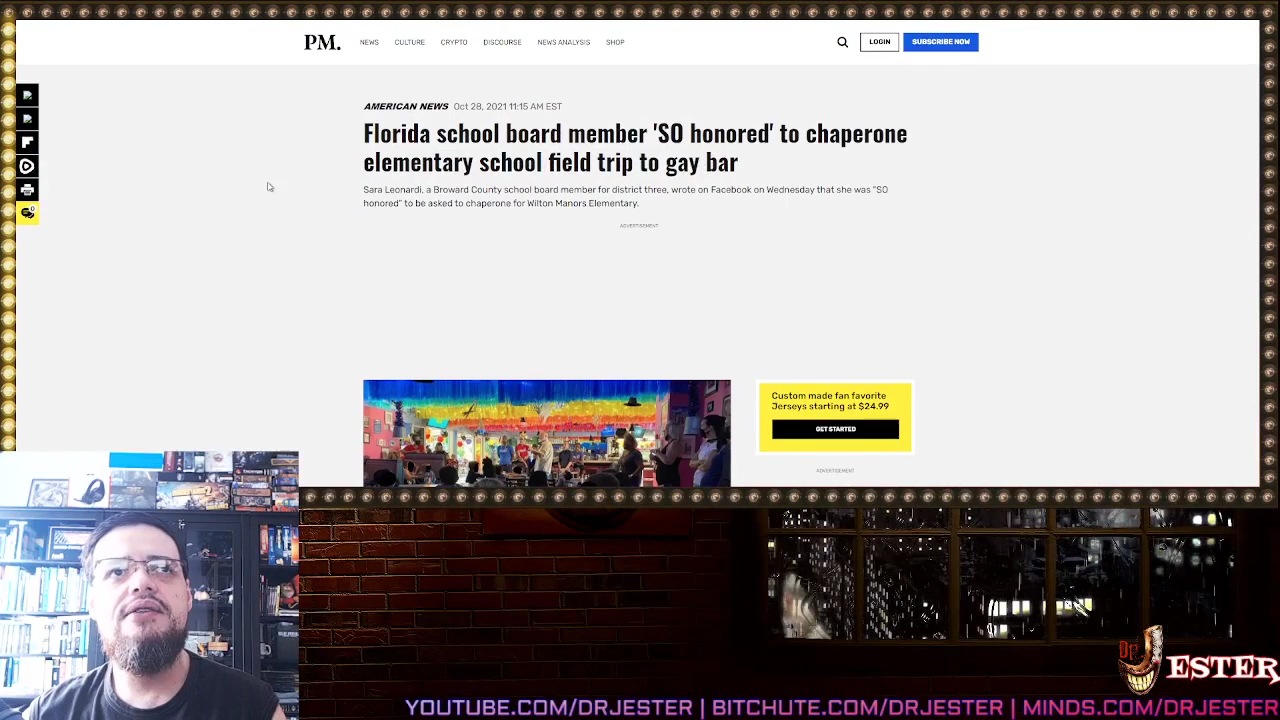 PM. NEWS CULTURE CRYPTO DISCOURSE NEWS ANALYSIS SHOP LOGIN SUBSCRIBE NOW
AMERICAN NEWS Oct 28, 2021 11:15 AM EST
Florida school board member 'SO honored' to chaperone
elementary school field trip to gay bar
Sara Leonardi, a Broward County school board member for district three, wrote on Facebook on Wednesday that she was "SO
honored" to be asked to chaperone for Wilton Manors Elementary.
0
ADVERTISEMENT
Custom made fan favorite
Jerseys starting at $24.99
GET STARTED
ADVERTISEMENT
Dr
JESTER
YOUTUBE.COM/DRJESTER | BITCHUTE.COM/DRJESTER | MINDS.COM/DRJESTER